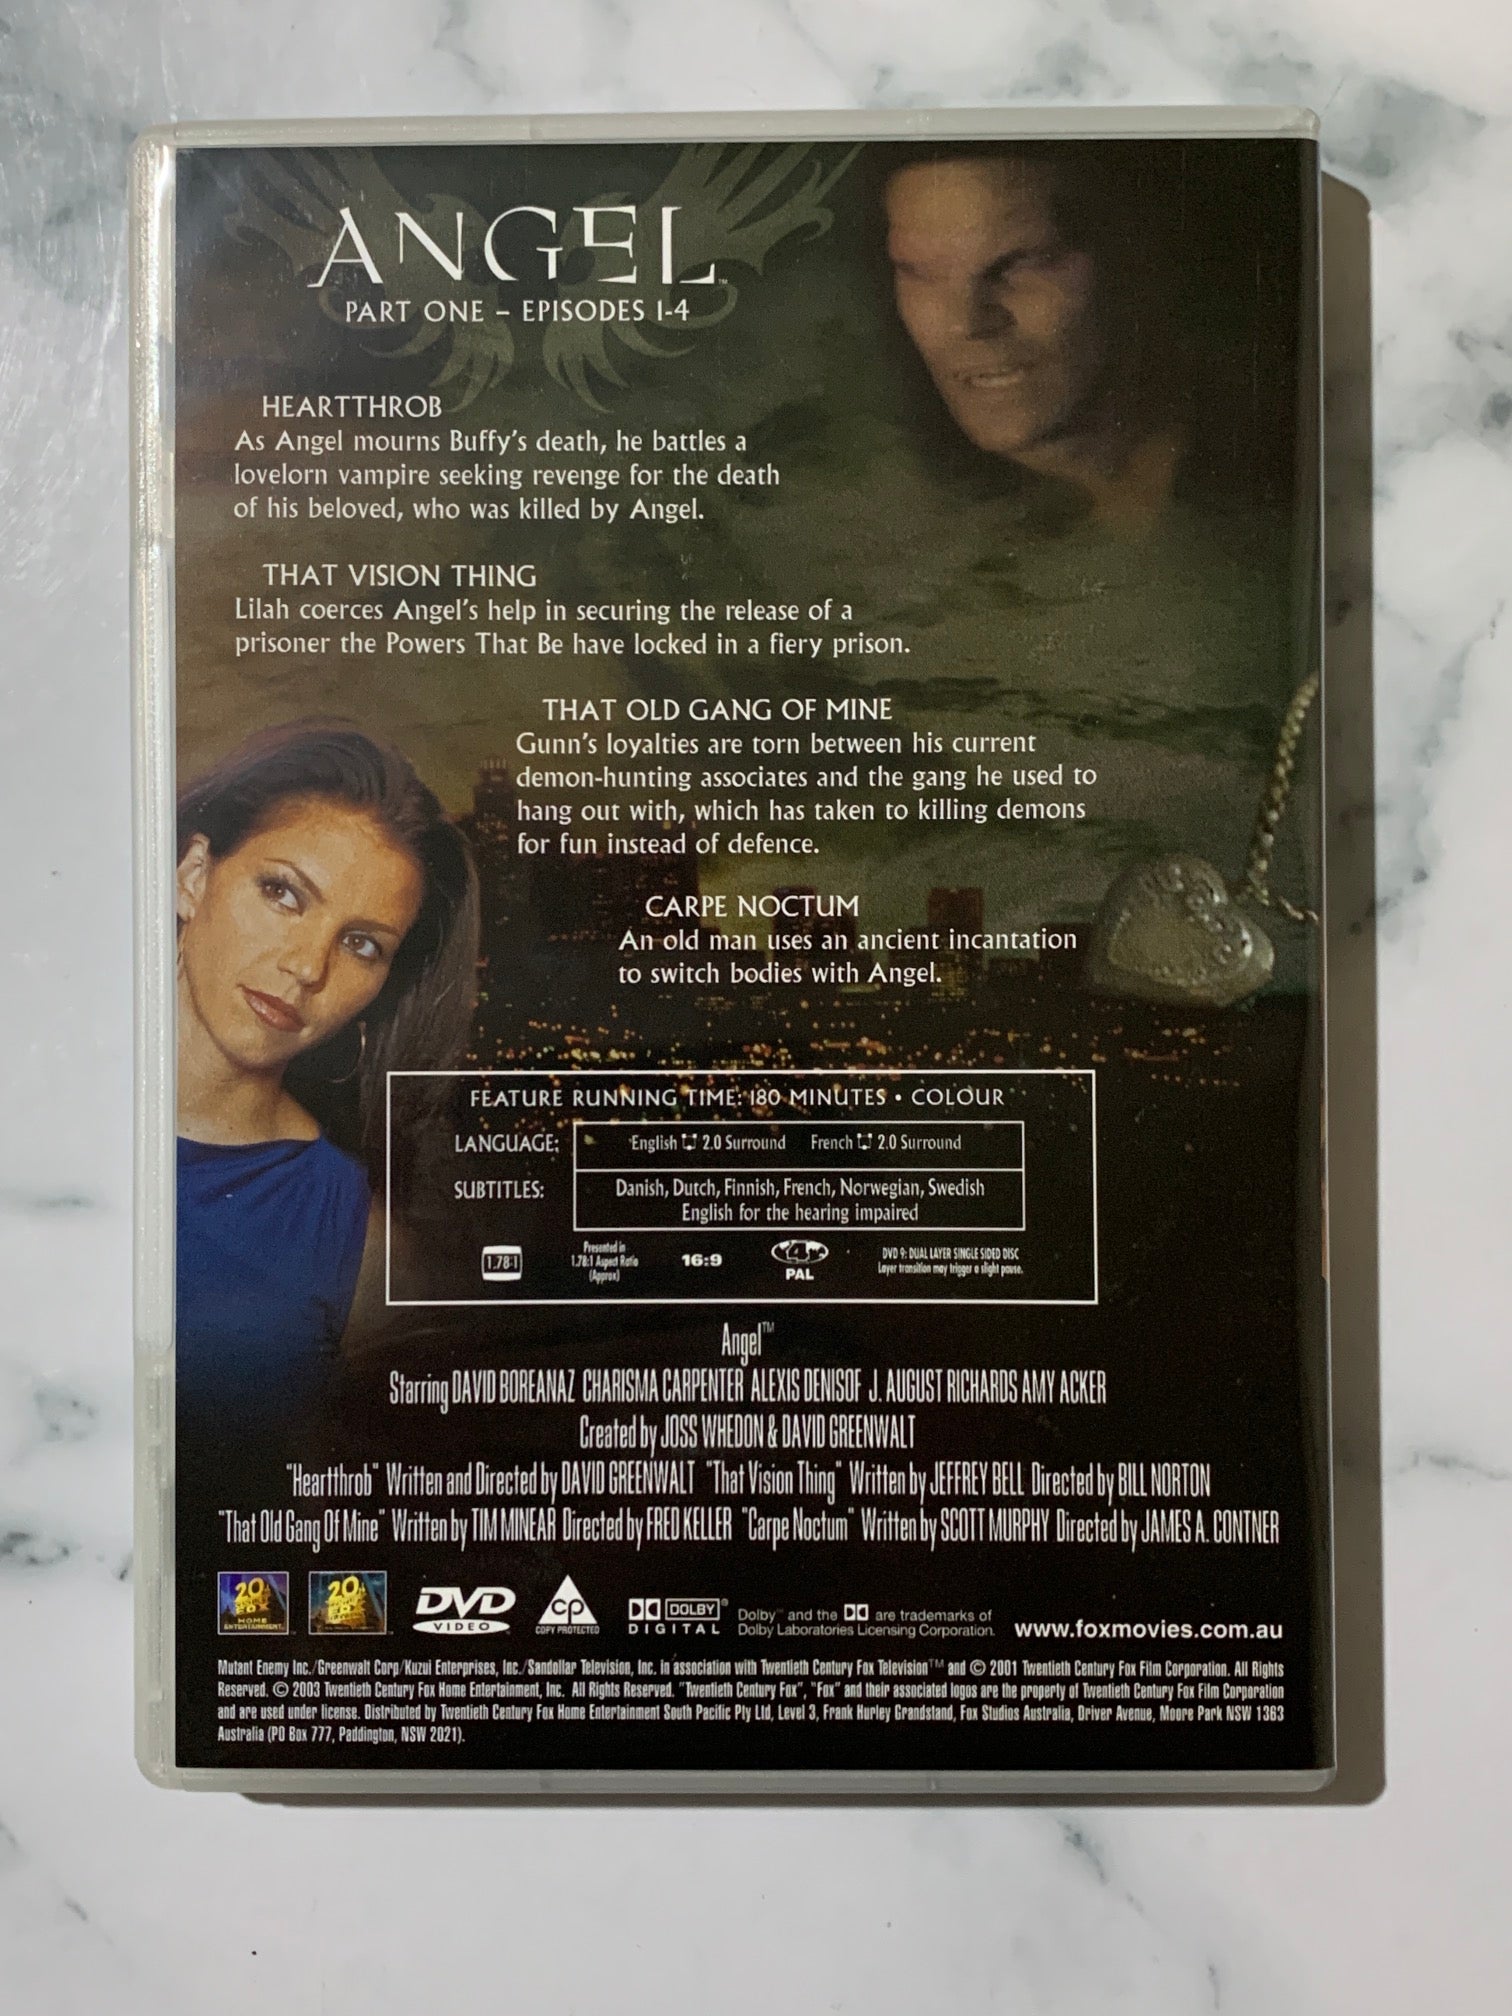 ANGEL™
PART ONE – EPISODES 1-4
HEARTTHROB
As Angel mourns Buffy's death, he battles a
lovelorn vampire seeking revenge for the death
of his beloved, who was killed by Angel.
THAT VISION THING
Lilah coerces Angel's help in securing the release of a
prisoner the Powers That Be have locked in a fiery prison.
THAT OLD GANG OF MINE
Gunn's loyalties are torn between his current
demon-hunting associates and the gang he used to
hang out with, which has taken to killing demons
for fun instead of defence.
CARPE NOCTUM
An old man uses an ancient incantation
to switch bodies with Angel.
FEATURE RUNNING TIME: 180 MINUTES • COLOUR
LANGUAGE: English 2.0 Surround French 2.0 Surround
SUBTITLES: Danish, Dutch, Finnish, French, Norwegian, Swedish
English for the hearing impaired
1.78:1
Presented in
1.78:1 Aspect Ratio
(Approx)
16:9
4
PAL
DVD 9: DUAL LAYER SINGLE SIDED DISC
Layer transition may trigger a slight pause.
Angel™
Starring DAVID BOREANAZ CHARISMA CARPENTER ALEXIS DENISOF J. AUGUST RICHARDS AMY ACKER
Created by JOSS WHEDON & DAVID GREENWALT
"Heartthrob" Written and Directed by DAVID GREENWALT "That Vision Thing" Written by JEFFREY BELL Directed by BILL NORTON
"That Old Gang Of Mine" Written by TIM MINEAR Directed by FRED KELLER "Carpe Noctum" Written by SCOTT MURPHY Directed by JAMES A. CONTNER
20
FOX
HOME
ENTERTAINMENT
20
FOX
DVD
VIDEO
CP
COPY PROTECTED
DOLBY®
DIGITAL
Dolby™ and the are trademarks of
Dolby Laboratories Licensing Corporation.
www.foxmovies.com.au
Mutant Enemy Inc./Greenwalt Corp/Kuzui Enterprises, Inc./Sandollar Television, Inc. in association with Twentieth Century Fox Television™ and © 2001 Twentieth Century Fox Film Corporation. All Rights
Reserved. © 2003 Twentieth Century Fox Home Entertainment, Inc. All Rights Reserved. "Twentieth Century Fox", "Fox" and their associated logos are the property of Twentieth Century Fox Film Corporation
and are used under license. Distributed by Twentieth Century Fox Home Entertainment South Pacific Pty Ltd, Level 3, Frank Hurley Grandstand, Fox Studios Australia, Driver Avenue, Moore Park NSW 1363
Australia (PO Box 777, Paddington, NSW 2021).